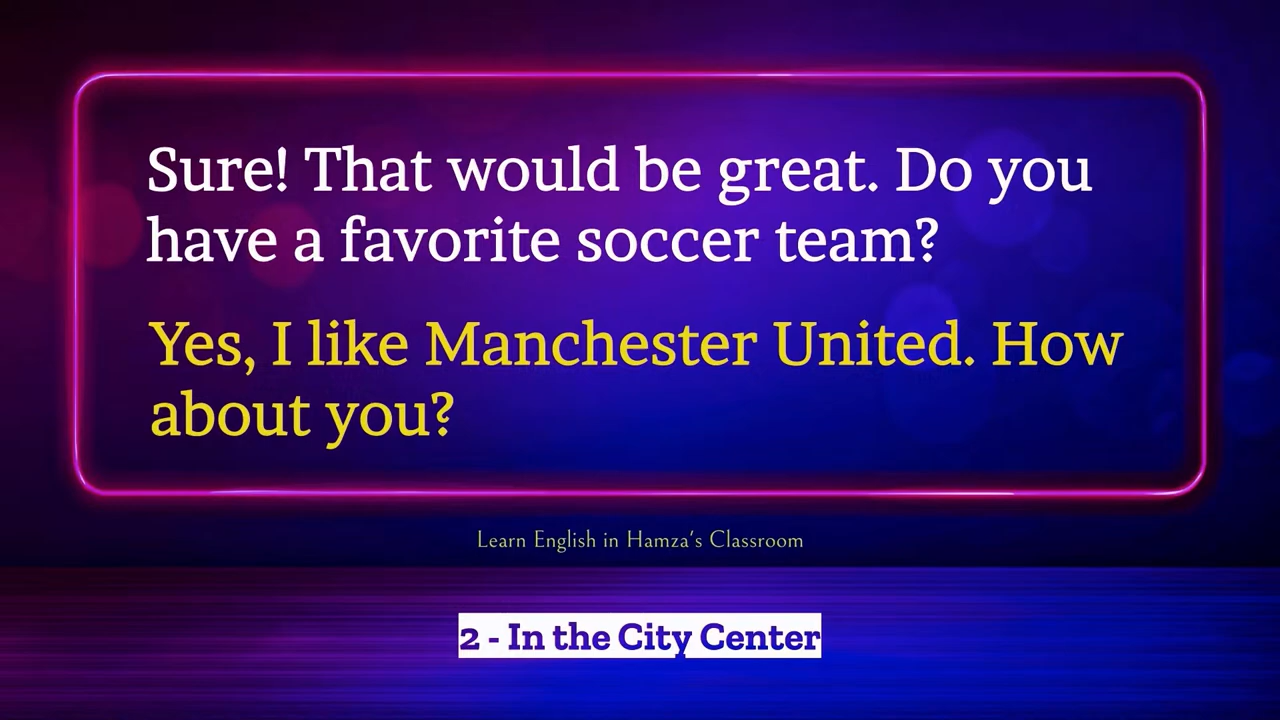 Sure! That would be great. Do you
have a favorite soccer team?
Yes, I like Manchester United. How
about you?
Learn English in Hamza's Classroom
2 - In the City Center